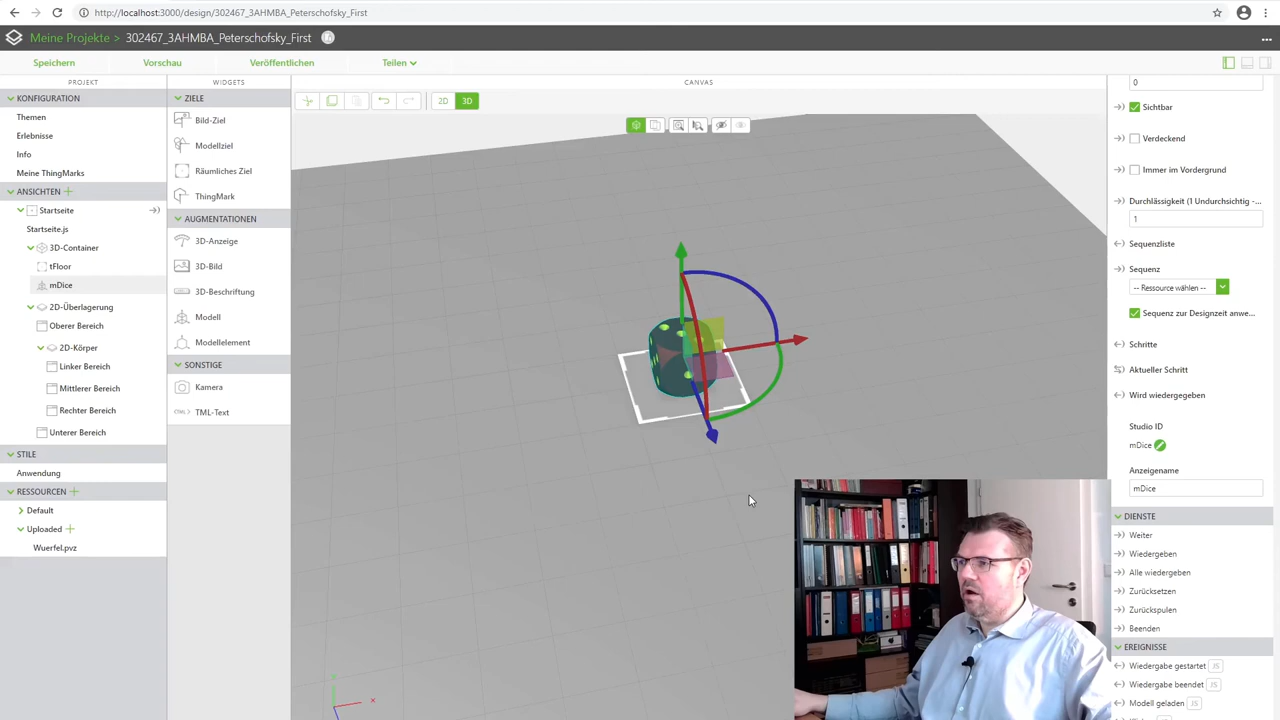 http://localhost:3000/design/302467_3AHMBA_Peterschofsky_First
Meine Projekte > 302467_3AHMBA_Peterschofsky_First
Speichern
Vorschau
Veröffentlichen
Teilen
PROJEKT
KONFIGURATION
Themen
Erlebnisse
Info
Meine ThingMarks
ANSICHTEN
Startseite
Startseite.js
3D-Container
tFloor
mDice
2D-Überlagerung
Oberer Bereich
2D-Körper
Linker Bereich
Mittlerer Bereich
Rechter Bereich
Unterer Bereich
STILE
Anwendung
RESSOURCEN
Default
Uploaded
Wuerfel.pvz
WIDGETS
ZIELE
Bild-Ziel
Modellziel
Räumliches Ziel
ThingMark
AUGMENTATIONEN
3D-Anzeige
3D-Bild
3D-Beschriftung
Modell
Modellelement
SONSTIGE
Kamera
TML-Text
CANVAS
2D 3D
0
Sichtbar
Verdeckend
Immer im Vordergrund
Durchlässigkeit (1 Undurchsichtig -...
1
Sequenzliste
Sequenz
-- Ressource wählen --
Sequenz zur Designzeit anwe...
Schritte
Aktueller Schritt
Wird wiedergegeben
Studio ID
mDice
Anzeigename
mDice
DIENSTE
Weiter
Wiedergeben
Alle wiedergeben
Zurücksetzen
Zurückspulen
Beenden
EREIGNISSE
Wiedergabe gestartet JS
Wiedergabe beendet JS
Modell geladen JS
x